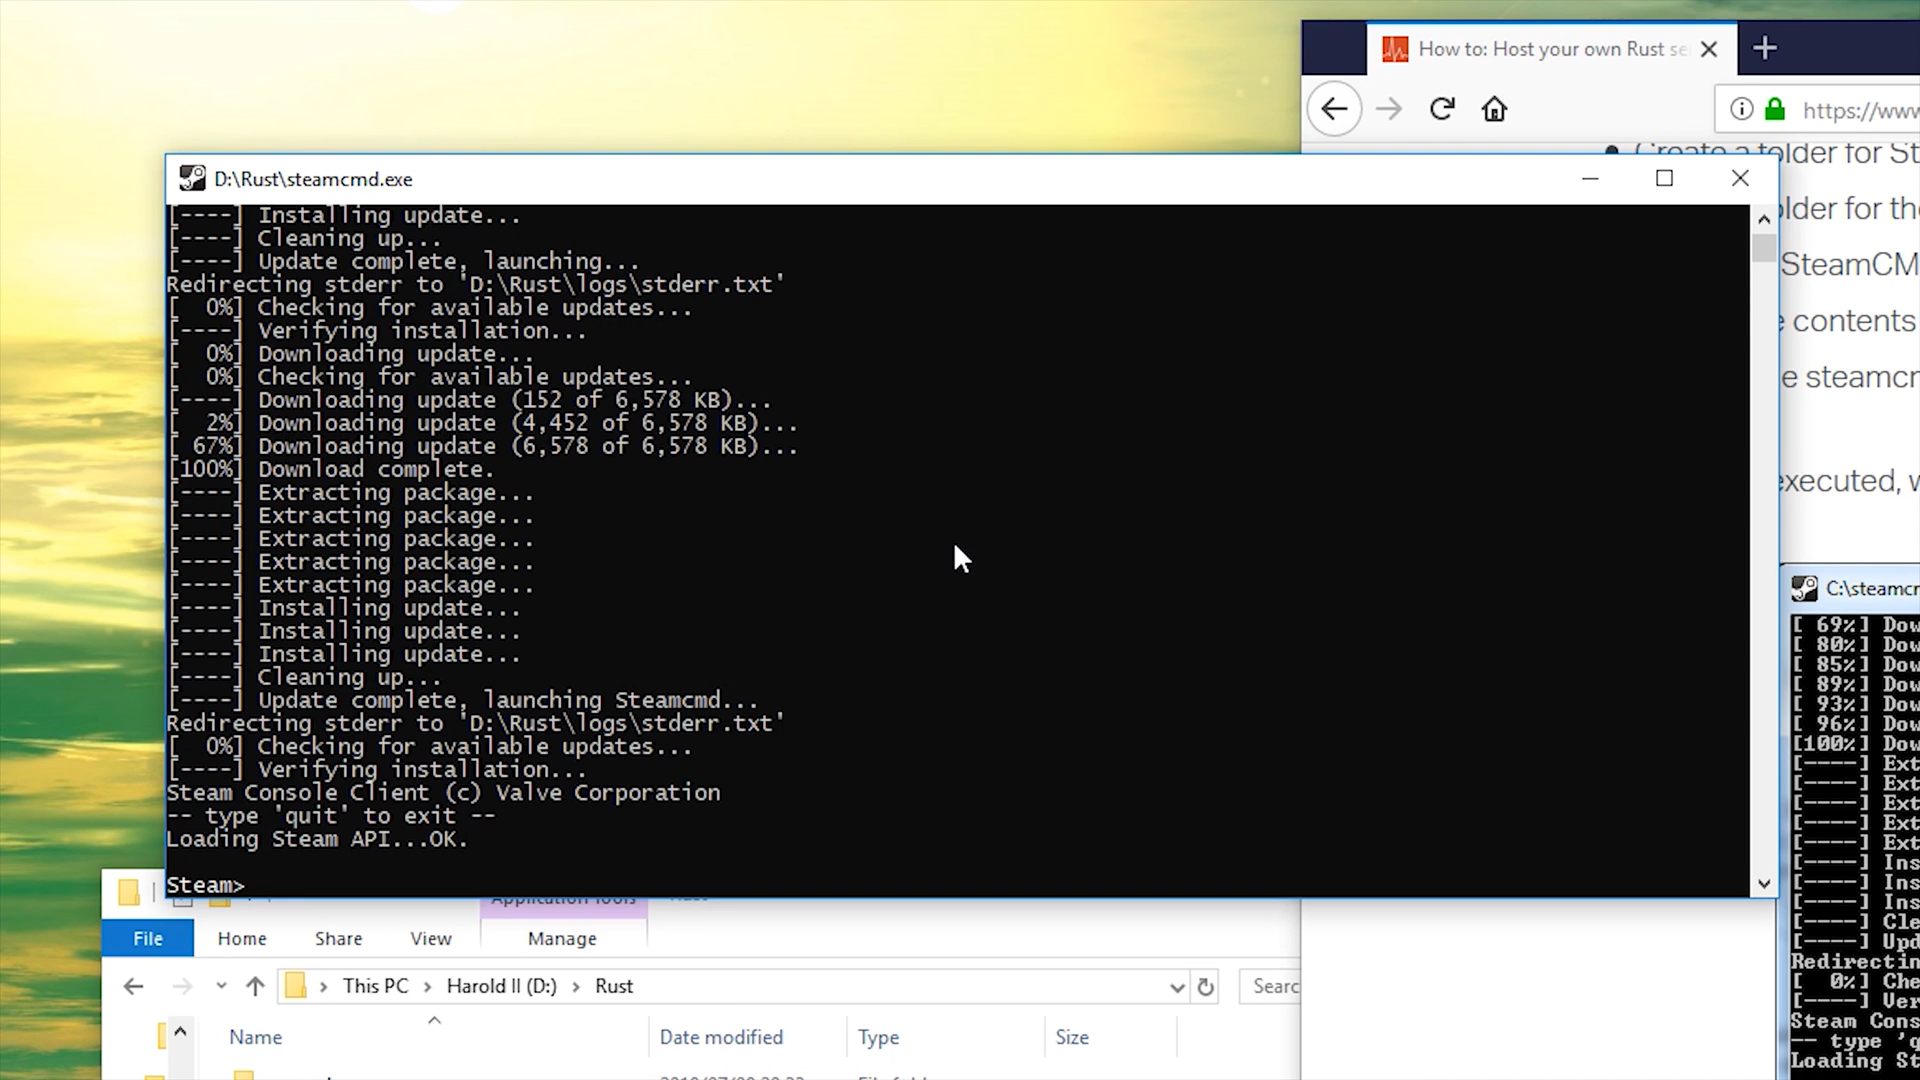 How to: Host your own Rust se
https://www
Create a folder for St
older for the
SteamCM
contents
e steamcr
executed, w
D:\Rust\steamcmd.exe
[----] Installing update...
[----] Cleaning up...
[----] Update complete, launching...
Redirecting stderr to 'D:\Rust\logs\stderr.txt'
[  0%] Checking for available updates...
[----] Verifying installation...
[  0%] Downloading update...
[  0%] Checking for available updates...
[----] Downloading update (152 of 6,578 KB)...
[  2%] Downloading update (4,452 of 6,578 KB)...
[ 67%] Downloading update (6,578 of 6,578 KB)...
[100%] Download complete.
[----] Extracting package...
[----] Extracting package...
[----] Extracting package...
[----] Extracting package...
[----] Extracting package...
[----] Installing update...
[----] Installing update...
[----] Installing update...
[----] Cleaning up...
[----] Update complete, launching Steamcmd...
Redirecting stderr to 'D:\Rust\logs\stderr.txt'
[  0%] Checking for available updates...
[----] Verifying installation...
Steam Console Client (c) Valve Corporation
-- type 'quit' to exit --
Loading Steam API...OK.
Steam>
C:\steamcm
[ 69%] Dow
[ 80%] Dow
[ 85%] Dow
[ 89%] Dow
[ 93%] Dow
[ 96%] Dow
[100%] Dow
[----] Ext
[----] Ext
[----] Ext
[----] Ext
[----] Ext
[----] Ins
[----] Ins
[----] Ins
[----] Cle
[----] Upd
Redirectin
[  0%] Che
[----] Ver
Steam Cons
-- type 'q
Loading St
Application Tools
File Home Share View Manage
This PC Harold II (D:) Rust
Searc
Name Date modified Type Size